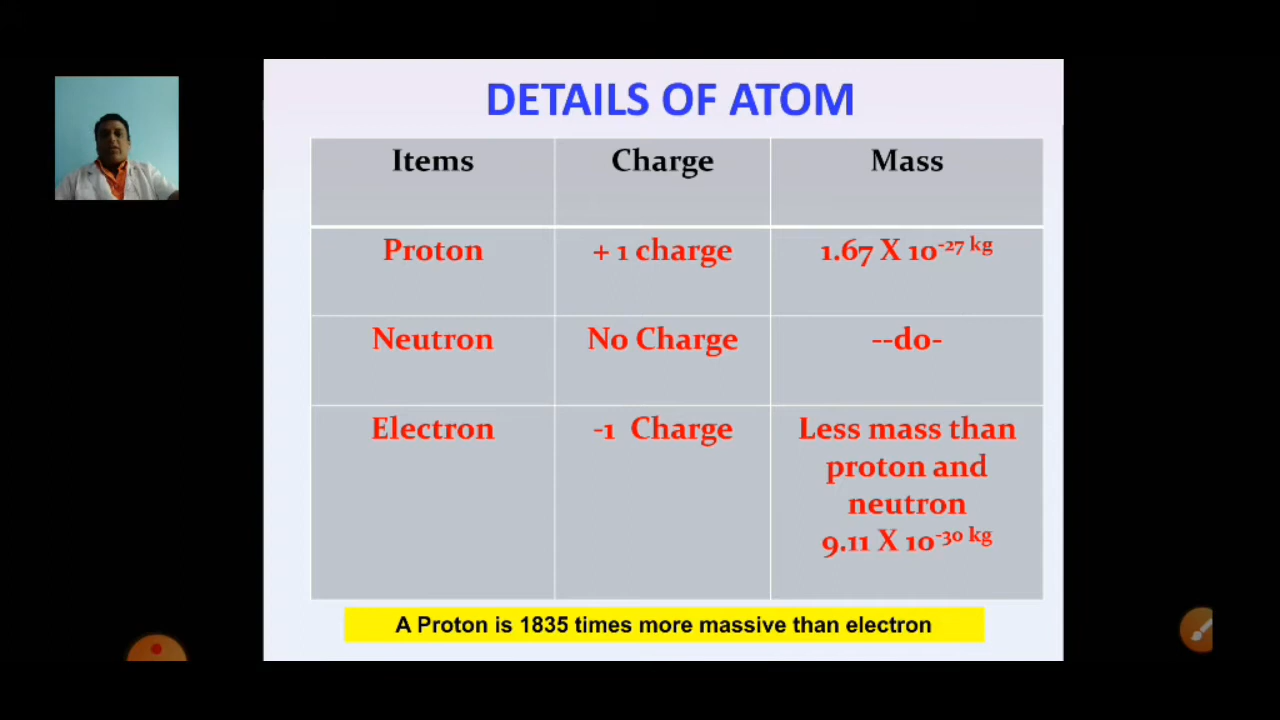 DETAILS OF ATOM
Items Charge Mass
Proton + 1 charge 1.67 X 10-27 kg
Neutron No Charge --do-
Electron -1 Charge Less mass than
proton and
neutron
9.11 X 10-30 kg
A Proton is 1835 times more massive than electron